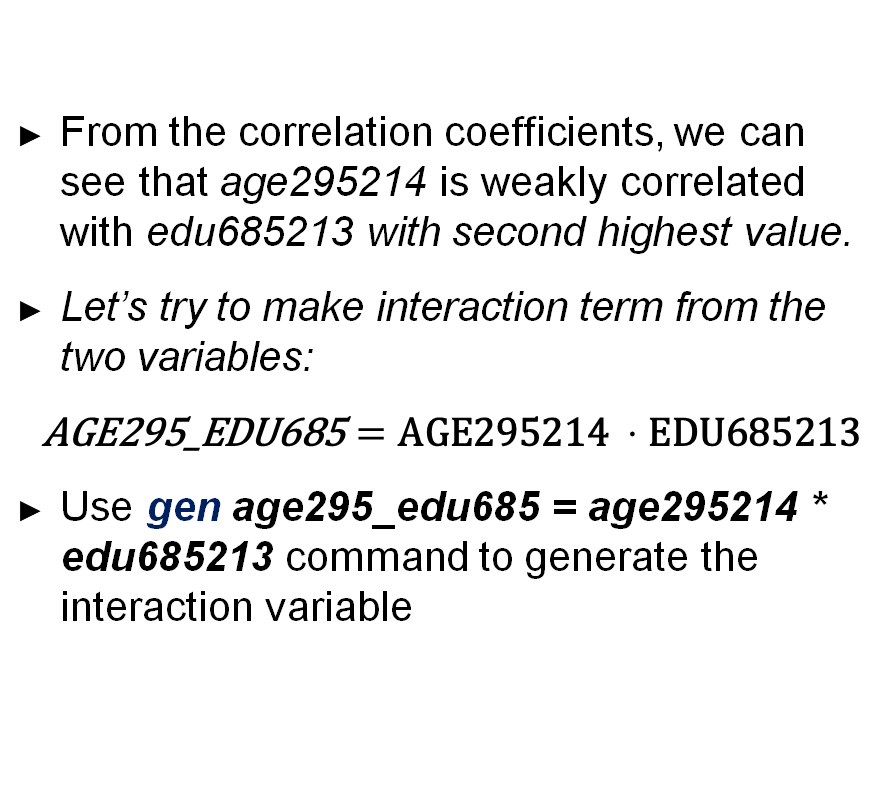 ► From the correlation coefficients, we can
see that age295214 is weakly correlated
with edu685213 with second highest value.
► Let’s try to make interaction term from the
two variables:
AGE295_EDU685 = AGE295214 · EDU685213
► Use gen age295_edu685 = age295214 *
edu685213 command to generate the
interaction variable